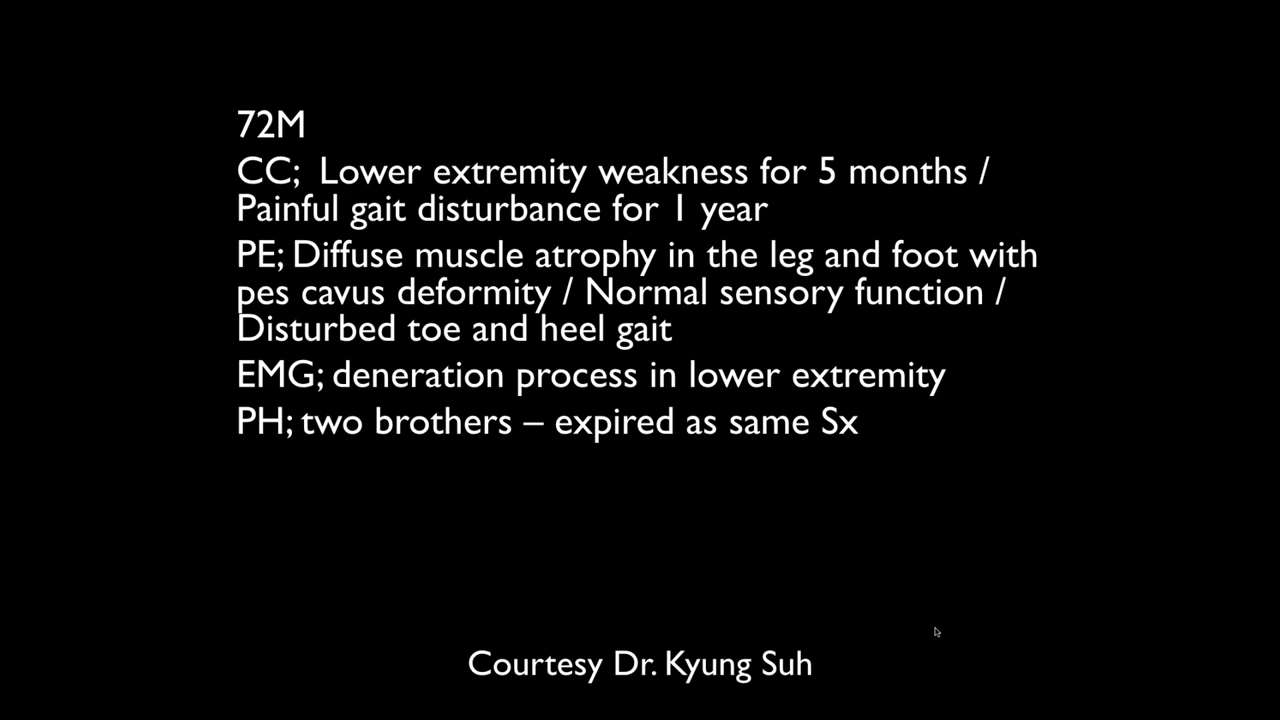 72M
CC;  Lower extremity weakness for 5 months /
Painful gait disturbance for 1 year
PE; Diffuse muscle atrophy in the leg and foot with
pes cavus deformity / Normal sensory function /
Disturbed toe and heel gait
EMG; deneration process in lower extremity
PH; two brothers – expired as same Sx
Courtesy Dr. Kyung Suh